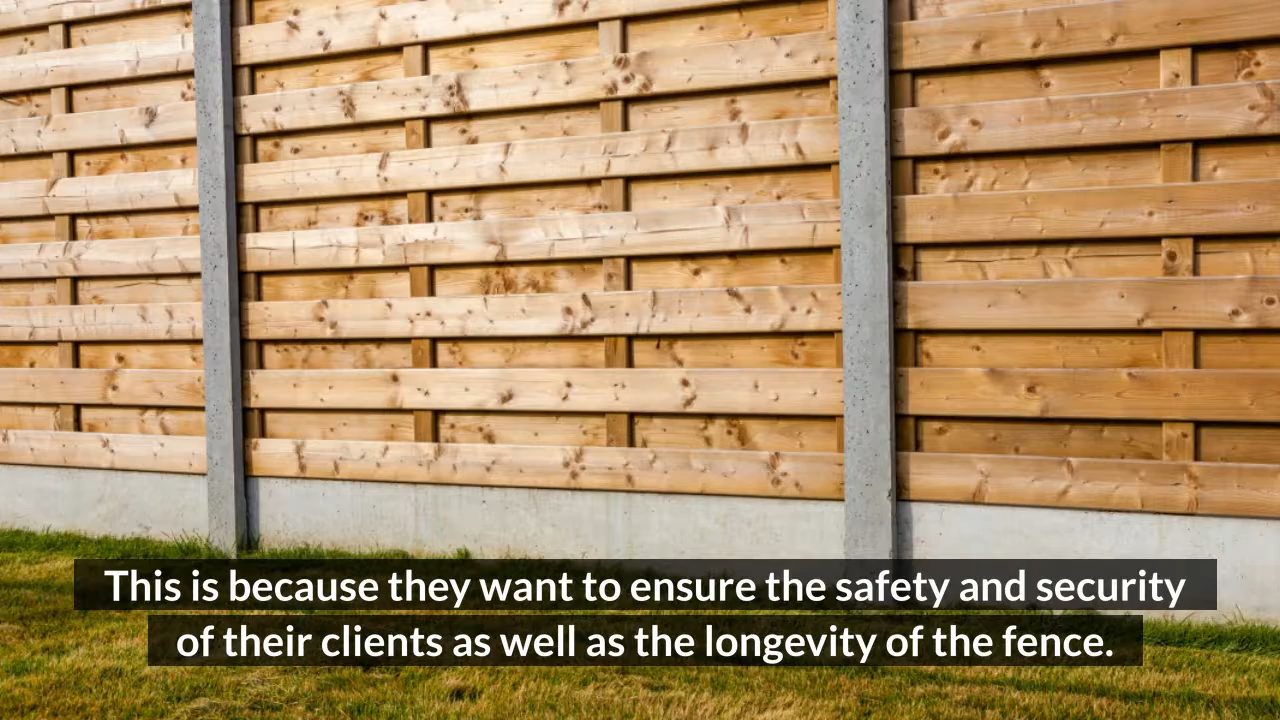 This is because they want to ensure the safety and security
of their clients as well as the longevity of the fence.